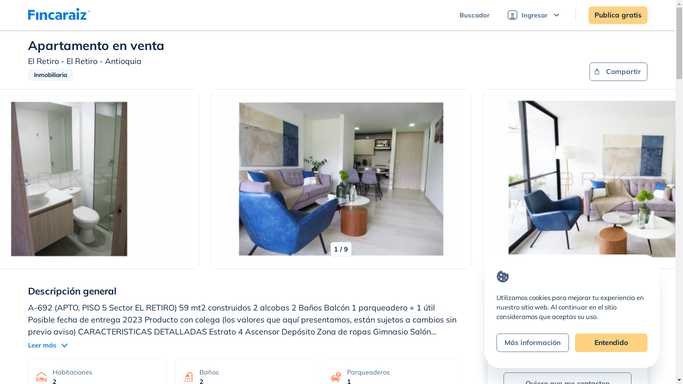 Fincaraiz
Buscador
Ingresar
Publica gratis
Apartamento en venta
El Retiro - El Retiro - Antioquia
Inmobiliaria
Compartir
1 / 9
Descripción general
A-692 (APTO, PISO 5 Sector EL RETIRO) 59 mt2 construidos 2 alcobas 2 Baños Balcón 1 parqueadero + 1 útil
Posible fecha de entrega 2023 Producto con colega (los valores que aquí presentamos, están sujetos a cambios sin
previo aviso) CARACTERISTICAS DETALLADAS Estrato 4 Ascensor Depósito Zona de ropas Gimnasio Salón...
Leer más
Habitaciones
2
Baños
2
Parqueaderos
1
Utilizamos cookies para mejorar tu experiencia en
nuestro sitio web. Al continuar en el sitio
consideramos que aceptas su uso.
Más información
Entendido
Quiero que me contacten